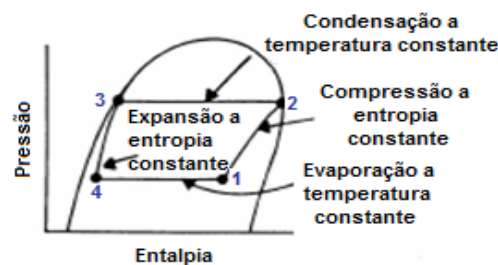 Condensação a
temperatura constante
3
2
Compressão a
entropia
constante
Expansão a
entropia
constante
4
1
Evaporação a
temperatura
constante
Pressão
Entalpia